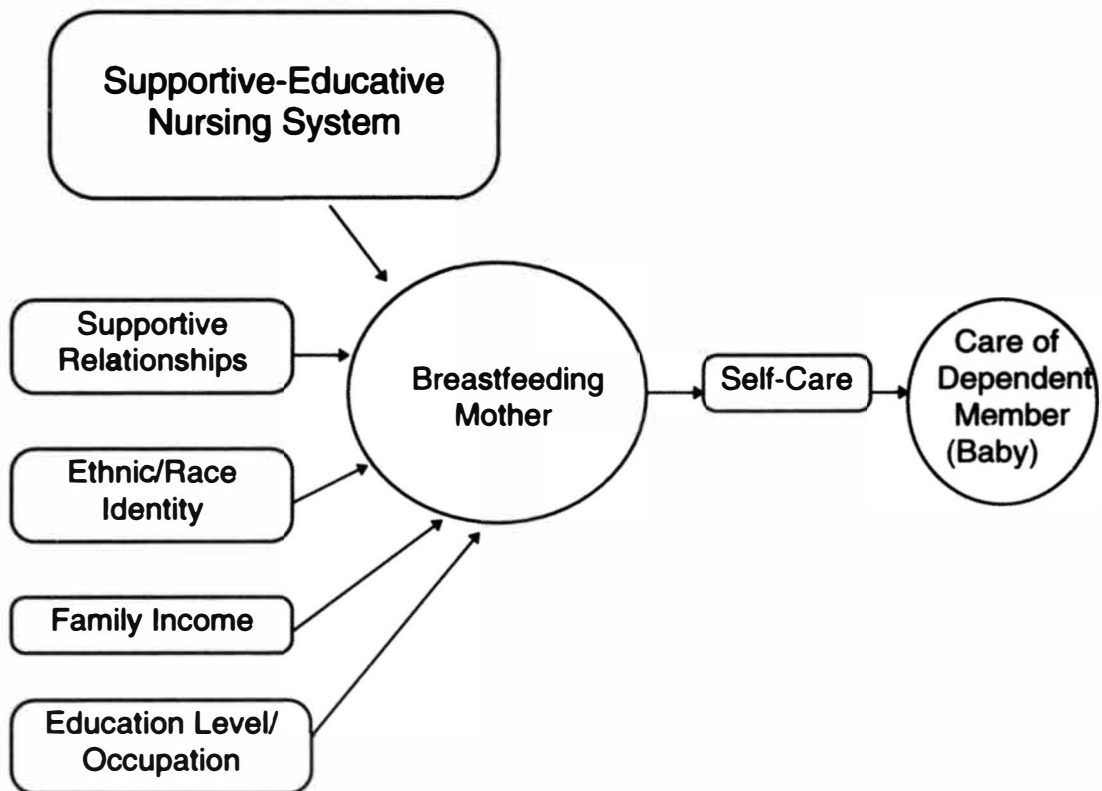 Supportive-Educative
Nursing System
Supportive
Relationships
Ethnic/Race
Identity
Family Income
Education Level/
Occupation
Breastfeeding
Mother
Self-Care
Care of
Dependent
Member
(Baby)